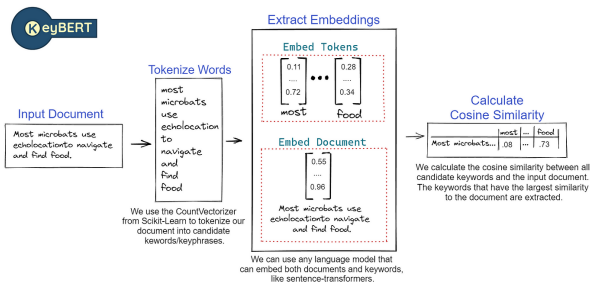 KeyBERT
Input Document
Most microbats use
echolocationto navigate
and find food.
Tokenize Words
most
microbats
use
echolocation
to
navigate
and
find
food
We use the CountVectorizer
from Scikit-Learn to tokenize our
document into candidate
kewords/keyphrases.
Extract Embeddings
Embed Tokens
0.11 0.28
.... ....
0.72 0.34
most food
Embed Document
0.55
....
0.96
Most microbats use
echolocationto navigate
and find food.
We can use any language model that
can embed both documents and keywords,
like sentence-transformers.
Calculate
Cosine Similarity
most ... food
Most microbats... .08 ... .73
We calculate the cosine similarity between all
candidate keywords and the input document.
The keywords that have the largest similarity
to the document are extracted.